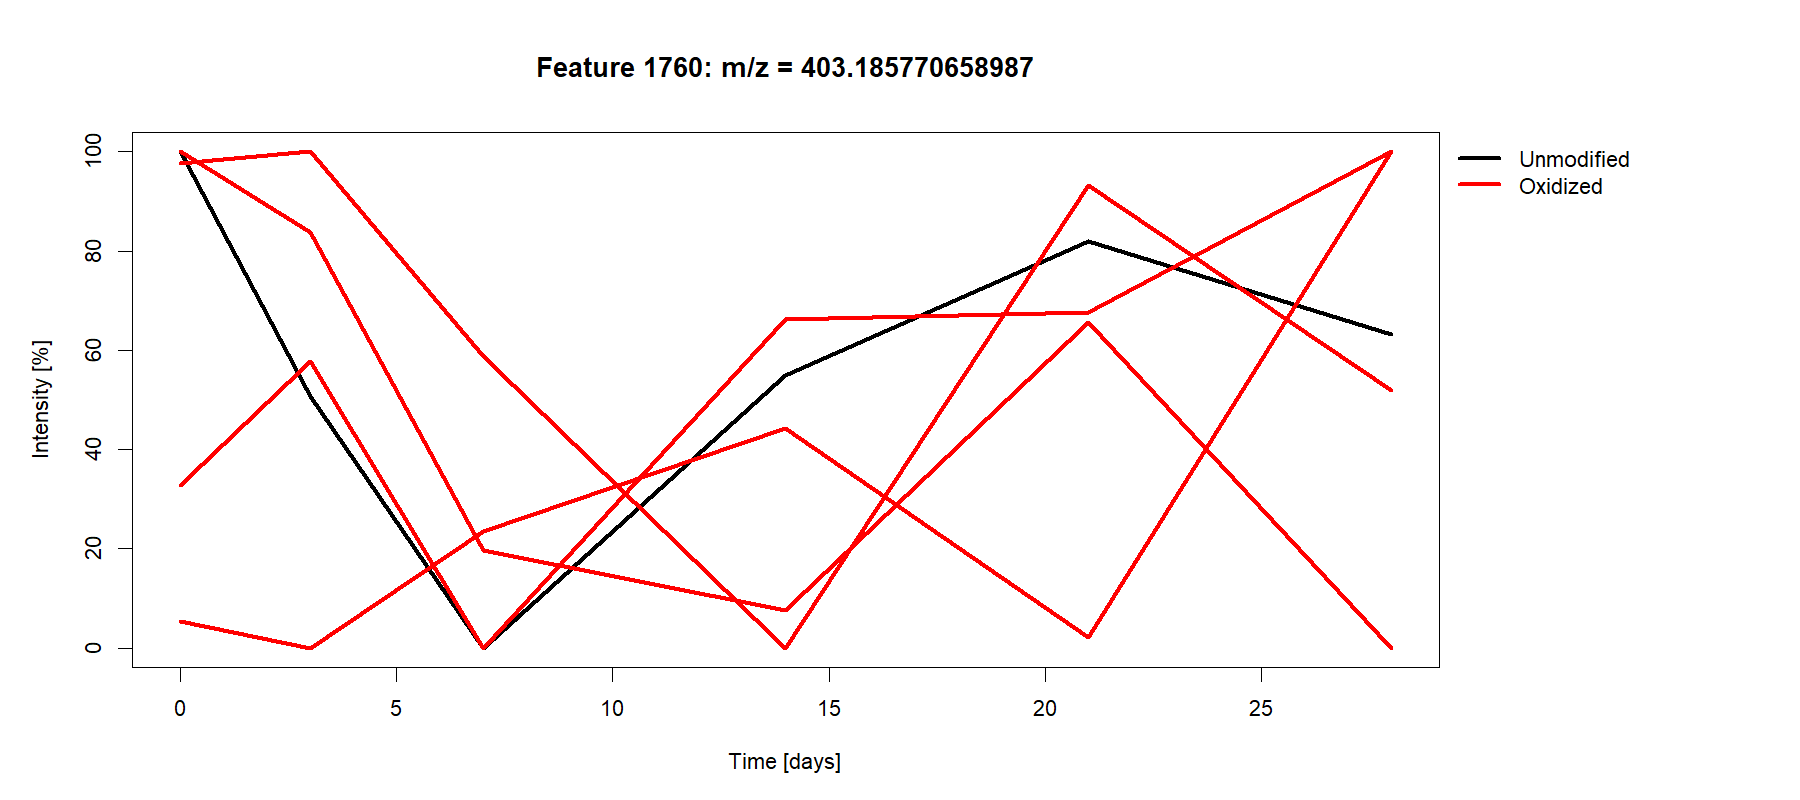 Feature 1760: m/z = 403.185770658987
Unmodified
Oxidized
Intensity [%]
100
80
60
40
20
0
0 5 10 15 20 25
Time [days]